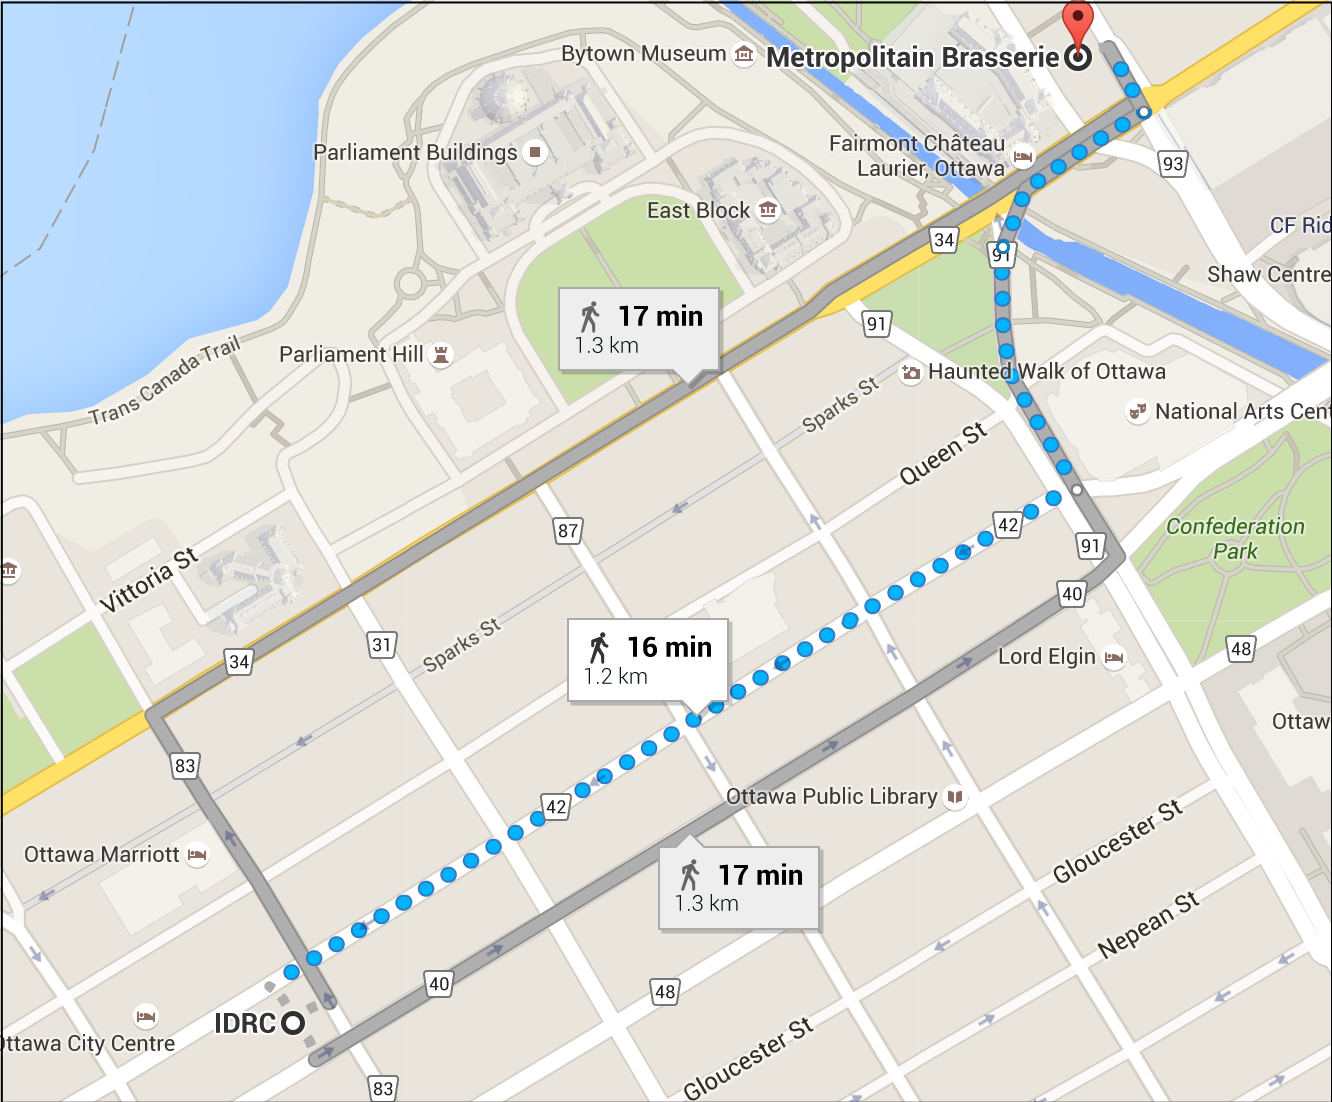 Bytown Museum
Metropolitain Brasserie
Fairmont Château
Laurier, Ottawa
Parliament Buildings
93
East Block
CF Rid
34
91
Shaw Centre
17 min
1.3 km
91
Parliament Hill
Trans Canada Trail
Haunted Walk of Ottawa
Sparks St
National Arts Cent
Queen St
87
42
Confederation
Park
91
Vittoria St
40
31
Sparks St
48
34
16 min
1.2 km
Lord Elgin
Ottaw
83
42
Ottawa Public Library
Gloucester St
Ottawa Marriott
17 min
1.3 km
Nepean St
40
48
IDRC
Ottawa City Centre
Gloucester St
83